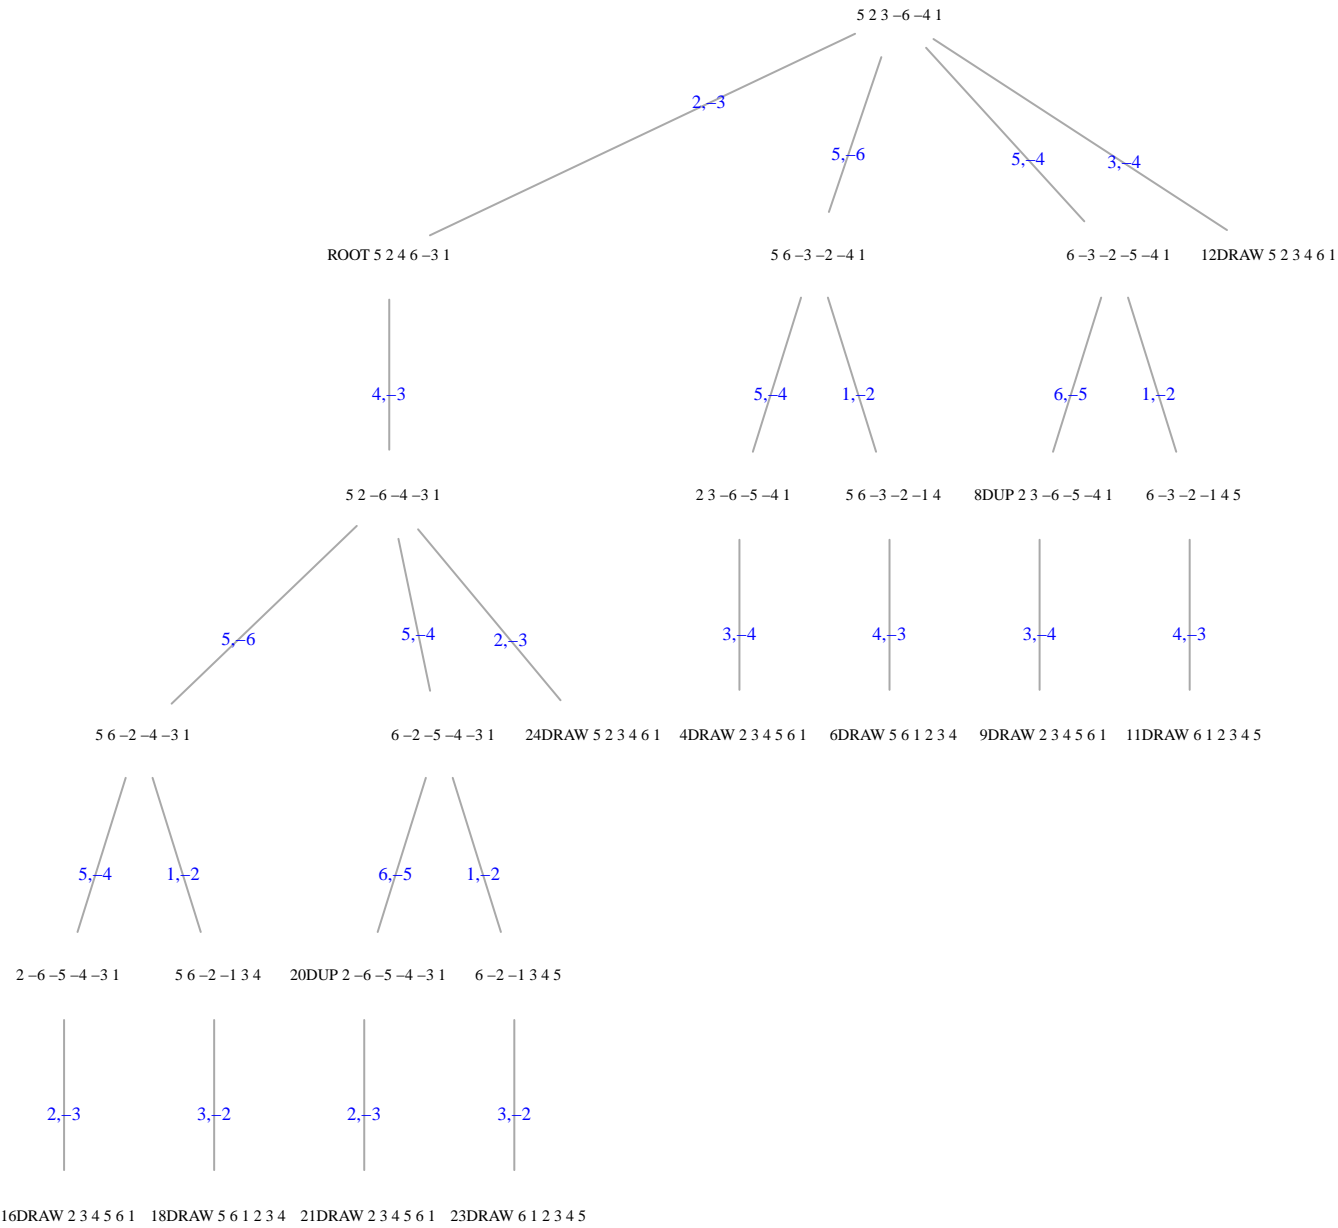 5 2 3 −6 −4 1
2,−3
5,−6
5,−4
3,−4
ROOT 5 2 4 6 −3 1
5 6 −3 −2 −4 1
6 −3 −2 −5 −4 1
12DRAW 5 2 3 4 6 1
4,−3
5,−4
1,−2
6,−5
1,−2
5 2 −6 −4 −3 1
2 3 −6 −5 −4 1
5 6 −3 −2 −1 4
8DUP 2 3 −6 −5 −4 1
6 −3 −2 −1 4 5
5,−6
5,−4
2,−3
3,−4
4,−3
3,−4
4,−3
5 6 −2 −4 −3 1
6 −2 −5 −4 −3 1
24DRAW 5 2 3 4 6 1
4DRAW 2 3 4 5 6 1
6DRAW 5 6 1 2 3 4
9DRAW 2 3 4 5 6 1
11DRAW 6 1 2 3 4 5
5,−4
1,−2
6,−5
1,−2
2 −6 −5 −4 −3 1
5 6 −2 −1 3 4
20DUP 2 −6 −5 −4 −3 1
6 −2 −1 3 4 5
2,−3
3,−2
2,−3
3,−2
16DRAW 2 3 4 5 6 1
18DRAW 5 6 1 2 3 4
21DRAW 2 3 4 5 6 1
23DRAW 6 1 2 3 4 5